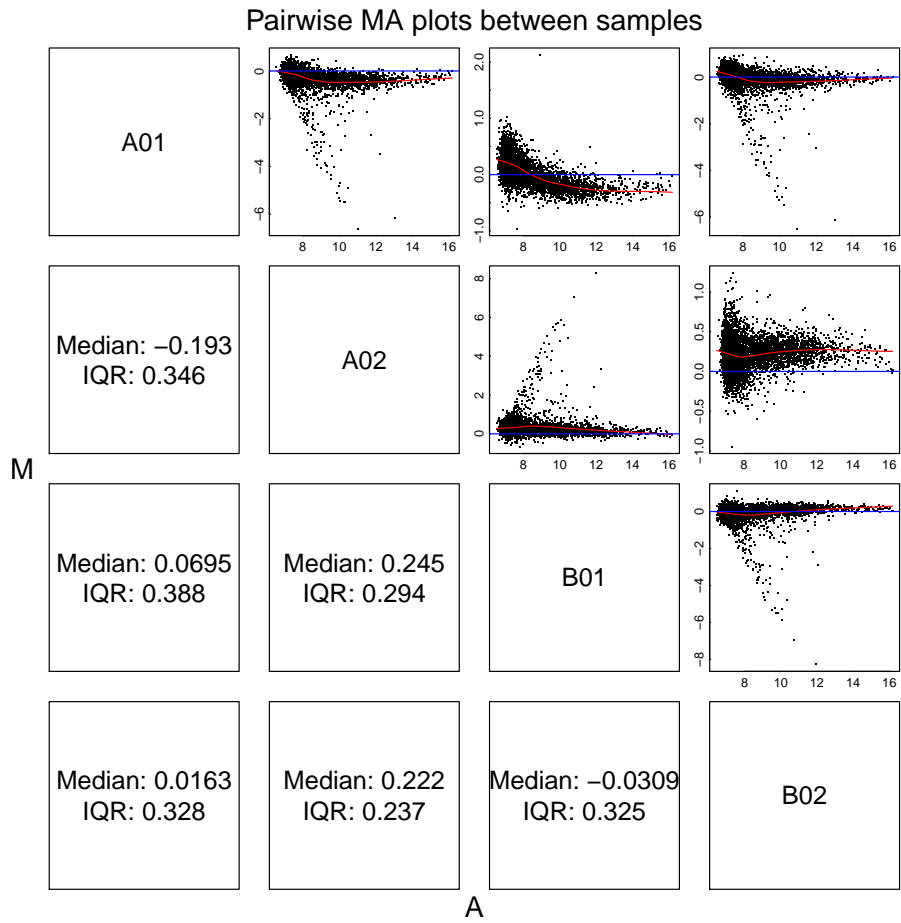 Pairwise MA plots between samples
A01
0
−2
−4
−6
8 10 12 14 16
2.0
1.0
0.0
−1.0
8 10 12 14 16
0
−2
−4
−6
8 10 12 14 16
Median: −0.193
IQR: 0.346
A02
8
6
4
2
0
8 10 12 14 16
1.0
0.5
0.0
−0.5
−1.0
8 10 12 14 16
M
Median: 0.0695
IQR: 0.388
Median: 0.245
IQR: 0.294
B01
0
−2
−4
−6
−8
8 10 12 14 16
Median: 0.0163
IQR: 0.328
Median: 0.222
IQR: 0.237
Median: −0.0309
IQR: 0.325
B02
A